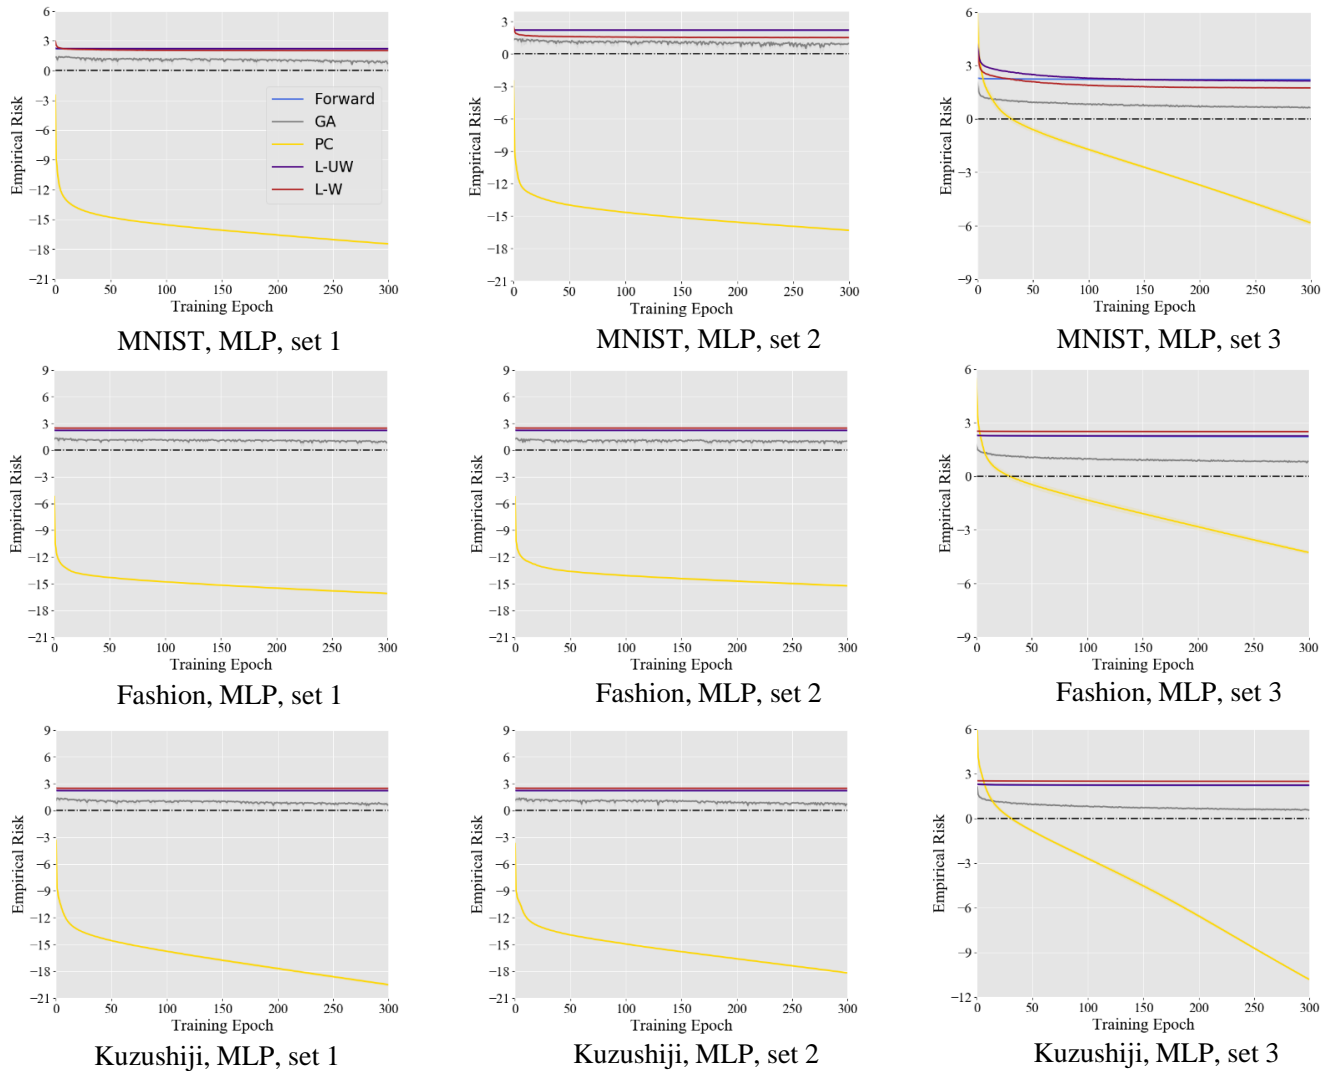 6
3
0
−3
−6
−9
−12
−15
−18
−21
Empirical Risk
Forward
GA
PC
L-UW
L-W
0 50 100 150 200 250 300
Training Epoch
MNIST, MLP, set 1
3
0
−3
−6
−9
−12
−15
−18
−21
Empirical Risk
0 50 100 150 200 250 300
Training Epoch
MNIST, MLP, set 2
6
3
0
−3
−6
−9
Empirical Risk
0 50 100 150 200 250 300
Training Epoch
MNIST, MLP, set 3
9
6
3
0
−3
−6
−9
−12
−15
−18
−21
Empirical Risk
0 50 100 150 200 250 300
Training Epoch
Fashion, MLP, set 1
9
6
3
0
−3
−6
−9
−12
−15
−18
−21
Empirical Risk
0 50 100 150 200 250 300
Training Epoch
Fashion, MLP, set 2
6
3
0
−3
−6
−9
Empirical Risk
0 50 100 150 200 250 300
Training Epoch
Fashion, MLP, set 3
9
6
3
0
−3
−6
−9
−12
−15
−18
−21
Empirical Risk
0 50 100 150 200 250 300
Training Epoch
Kuzushiji, MLP, set 1
9
6
3
0
−3
−6
−9
−12
−15
−18
−21
Empirical Risk
0 50 100 150 200 250 300
Training Epoch
Kuzushiji, MLP, set 2
6
3
0
−3
−6
−9
−12
Empirical Risk
0 50 100 150 200 250 300
Training Epoch
Kuzushiji, MLP, set 3